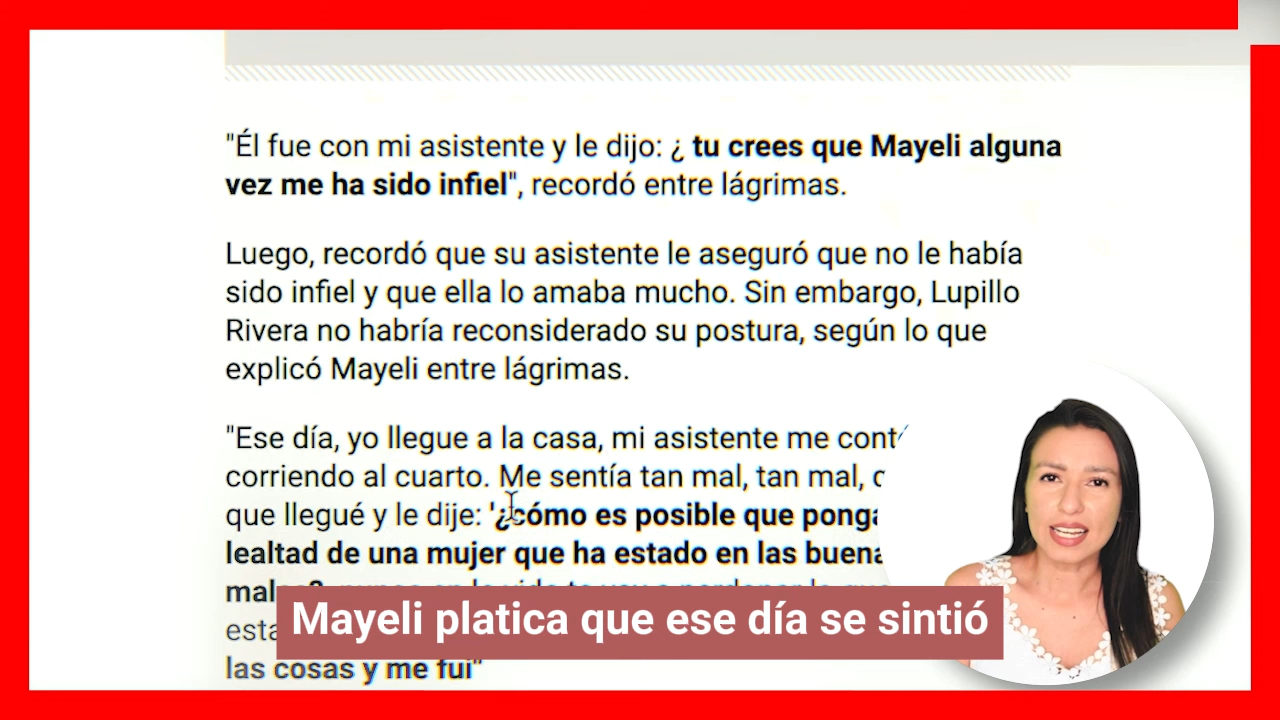 "Él fue con mi asistente y le dijo: ¿ tu crees que Mayeli alguna
vez me ha sido infiel", recordó entre lágrimas.
Luego, recordó que su asistente le aseguró que no le había
sido infiel y que ella lo amaba mucho. Sin embargo, Lupillo
Rivera no habría reconsiderado su postura, según lo que
explicó Mayeli entre lágrimas.
"Ese día, yo llegue a la casa, mi asistente me
corriendo al cuarto. Me sentía tan mal, tan mal,
que llegué y le dije: '¿cómo es posible que
lealtad de una mujer que ha estado en las
Mayeli platica que ese día se sintió
las cosas y me fui"